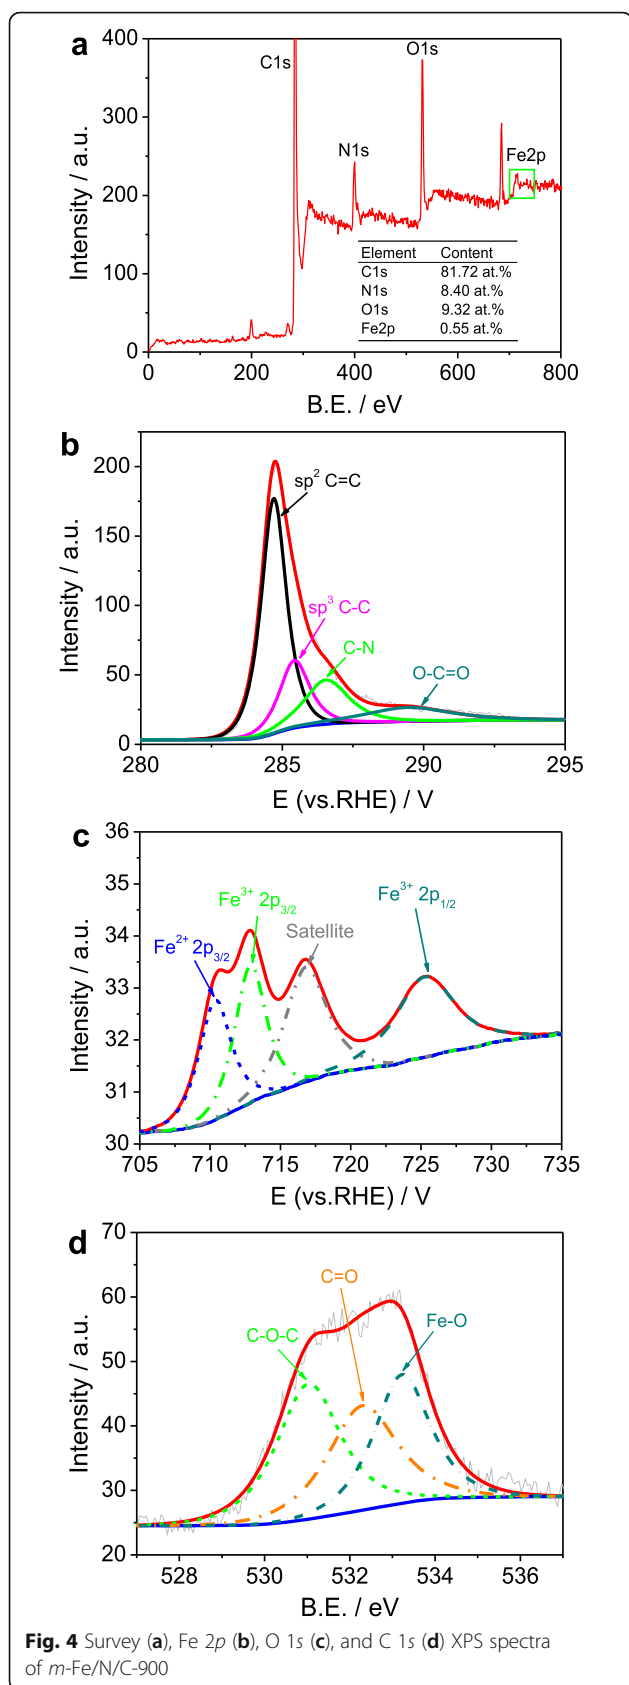 a
Intensity / a.u.
400
300
200
100
0
C1s
N1s
O1s
Fe2p
Element Content
C1s 81.72 at.%
N1s 8.40 at.%
O1s 9.32 at.%
Fe2p 0.55 at.%
0 200 400 600 800
B.E. / eV
b
Intensity / a.u.
200
150
100
50
0
sp² C=C
sp³ C-C
C-N
O-C=O
280 285 290 295
E (vs.RHE) / V
c
Intensity / a.u.
36
35
34
33
32
31
30
Fe²⁺ 2p₃/₂
Fe³⁺ 2p₃/₂
Satellite
Fe³⁺ 2p₁/₂
705 710 715 720 725 730 735
E (vs.RHE) / V
d
Intensity / a.u.
70
60
50
40
30
20
C-O-C
C=O
Fe-O
528 530 532 534 536
B.E. / eV
Fig. 4 Survey (a), Fe 2p (b), O 1s (c), and C 1s (d) XPS spectra
of m-Fe/N/C-900